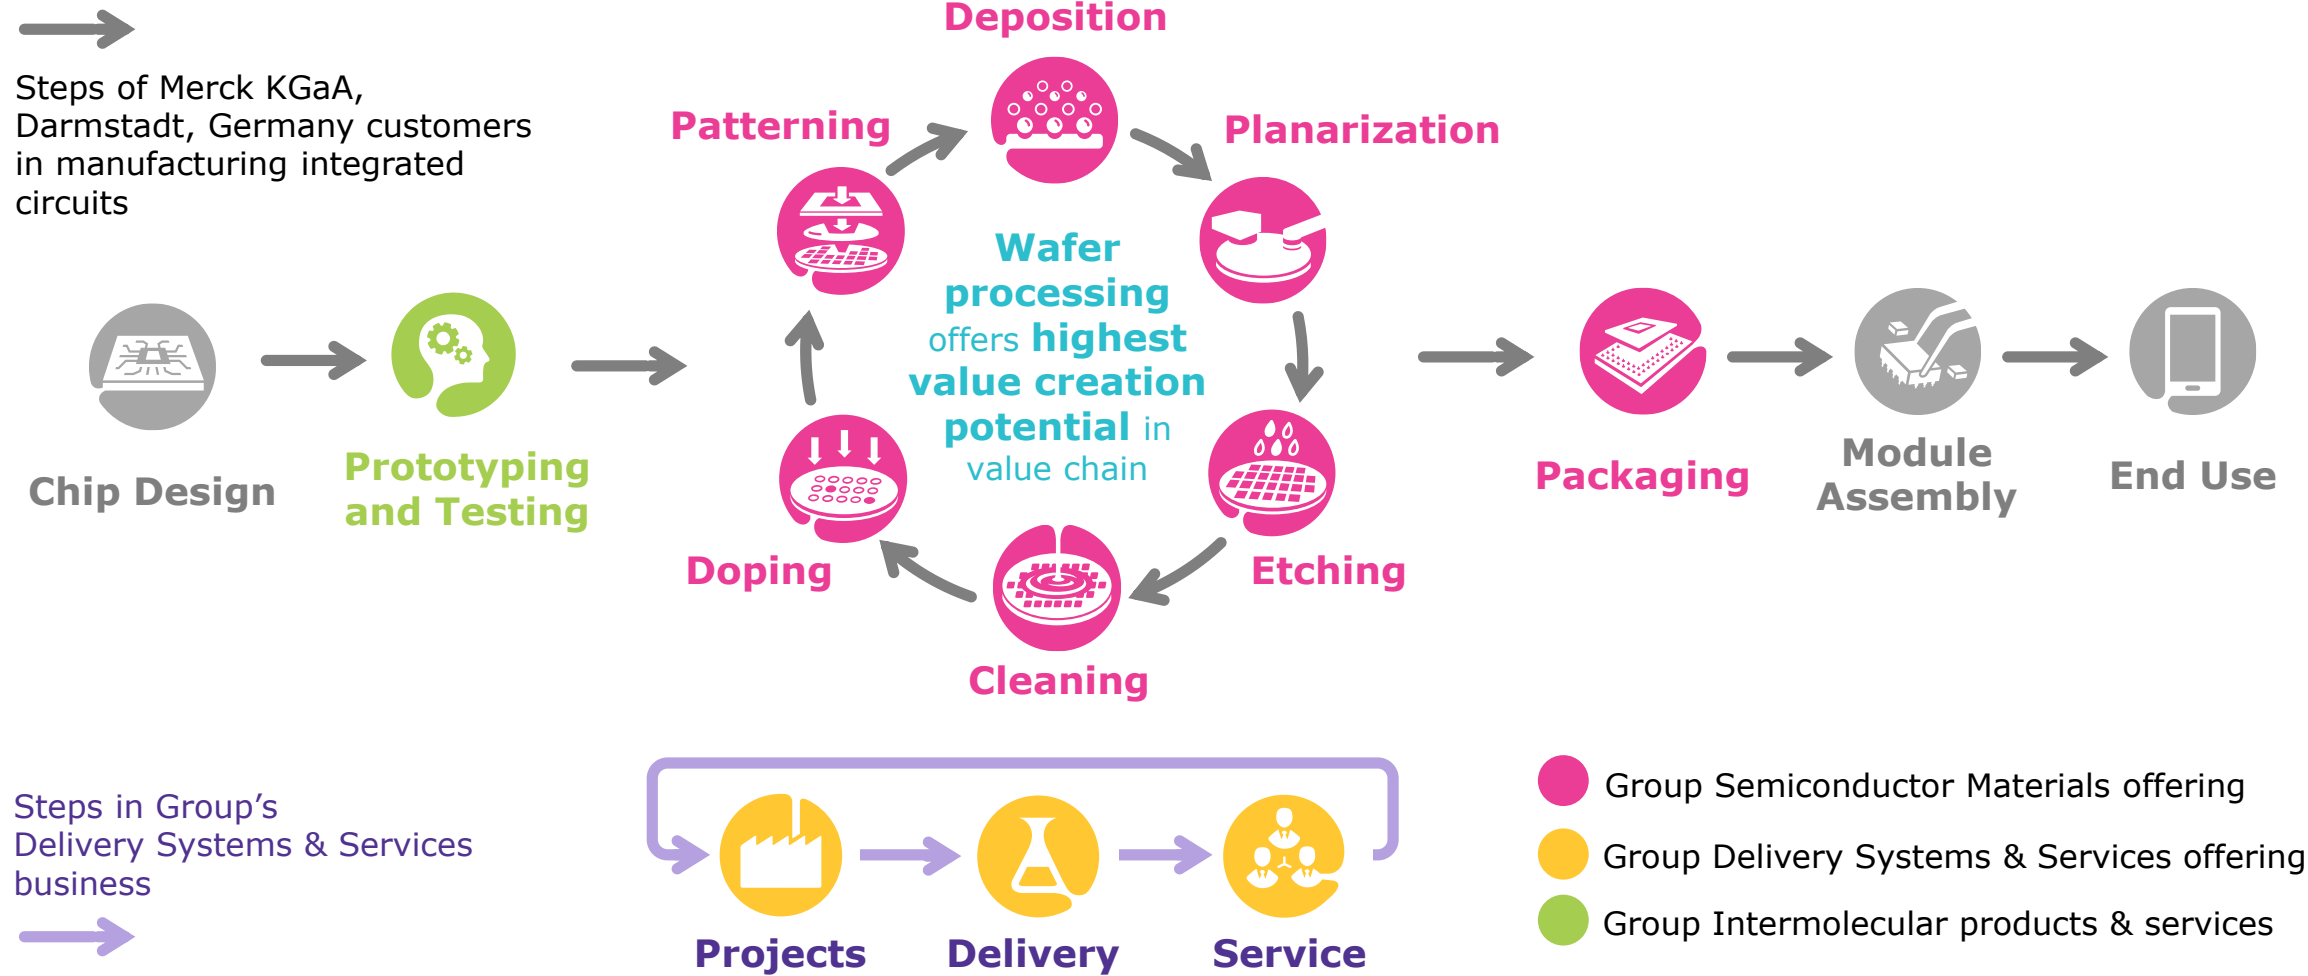 Steps of Merck KGaA,
Darmstadt, Germany customers
in manufacturing integrated
circuits
Deposition
Patterning
Planarization
Wafer
processing
offers highest
value creation
potential in
value chain
Chip Design
Prototyping
and Testing
Doping
Cleaning
Etching
Packaging
Module
Assembly
End Use
Steps in Group’s
Delivery Systems & Services
business
Projects
Delivery
Service
Group Semiconductor Materials offering
Group Delivery Systems & Services offering
Group Intermolecular products & services